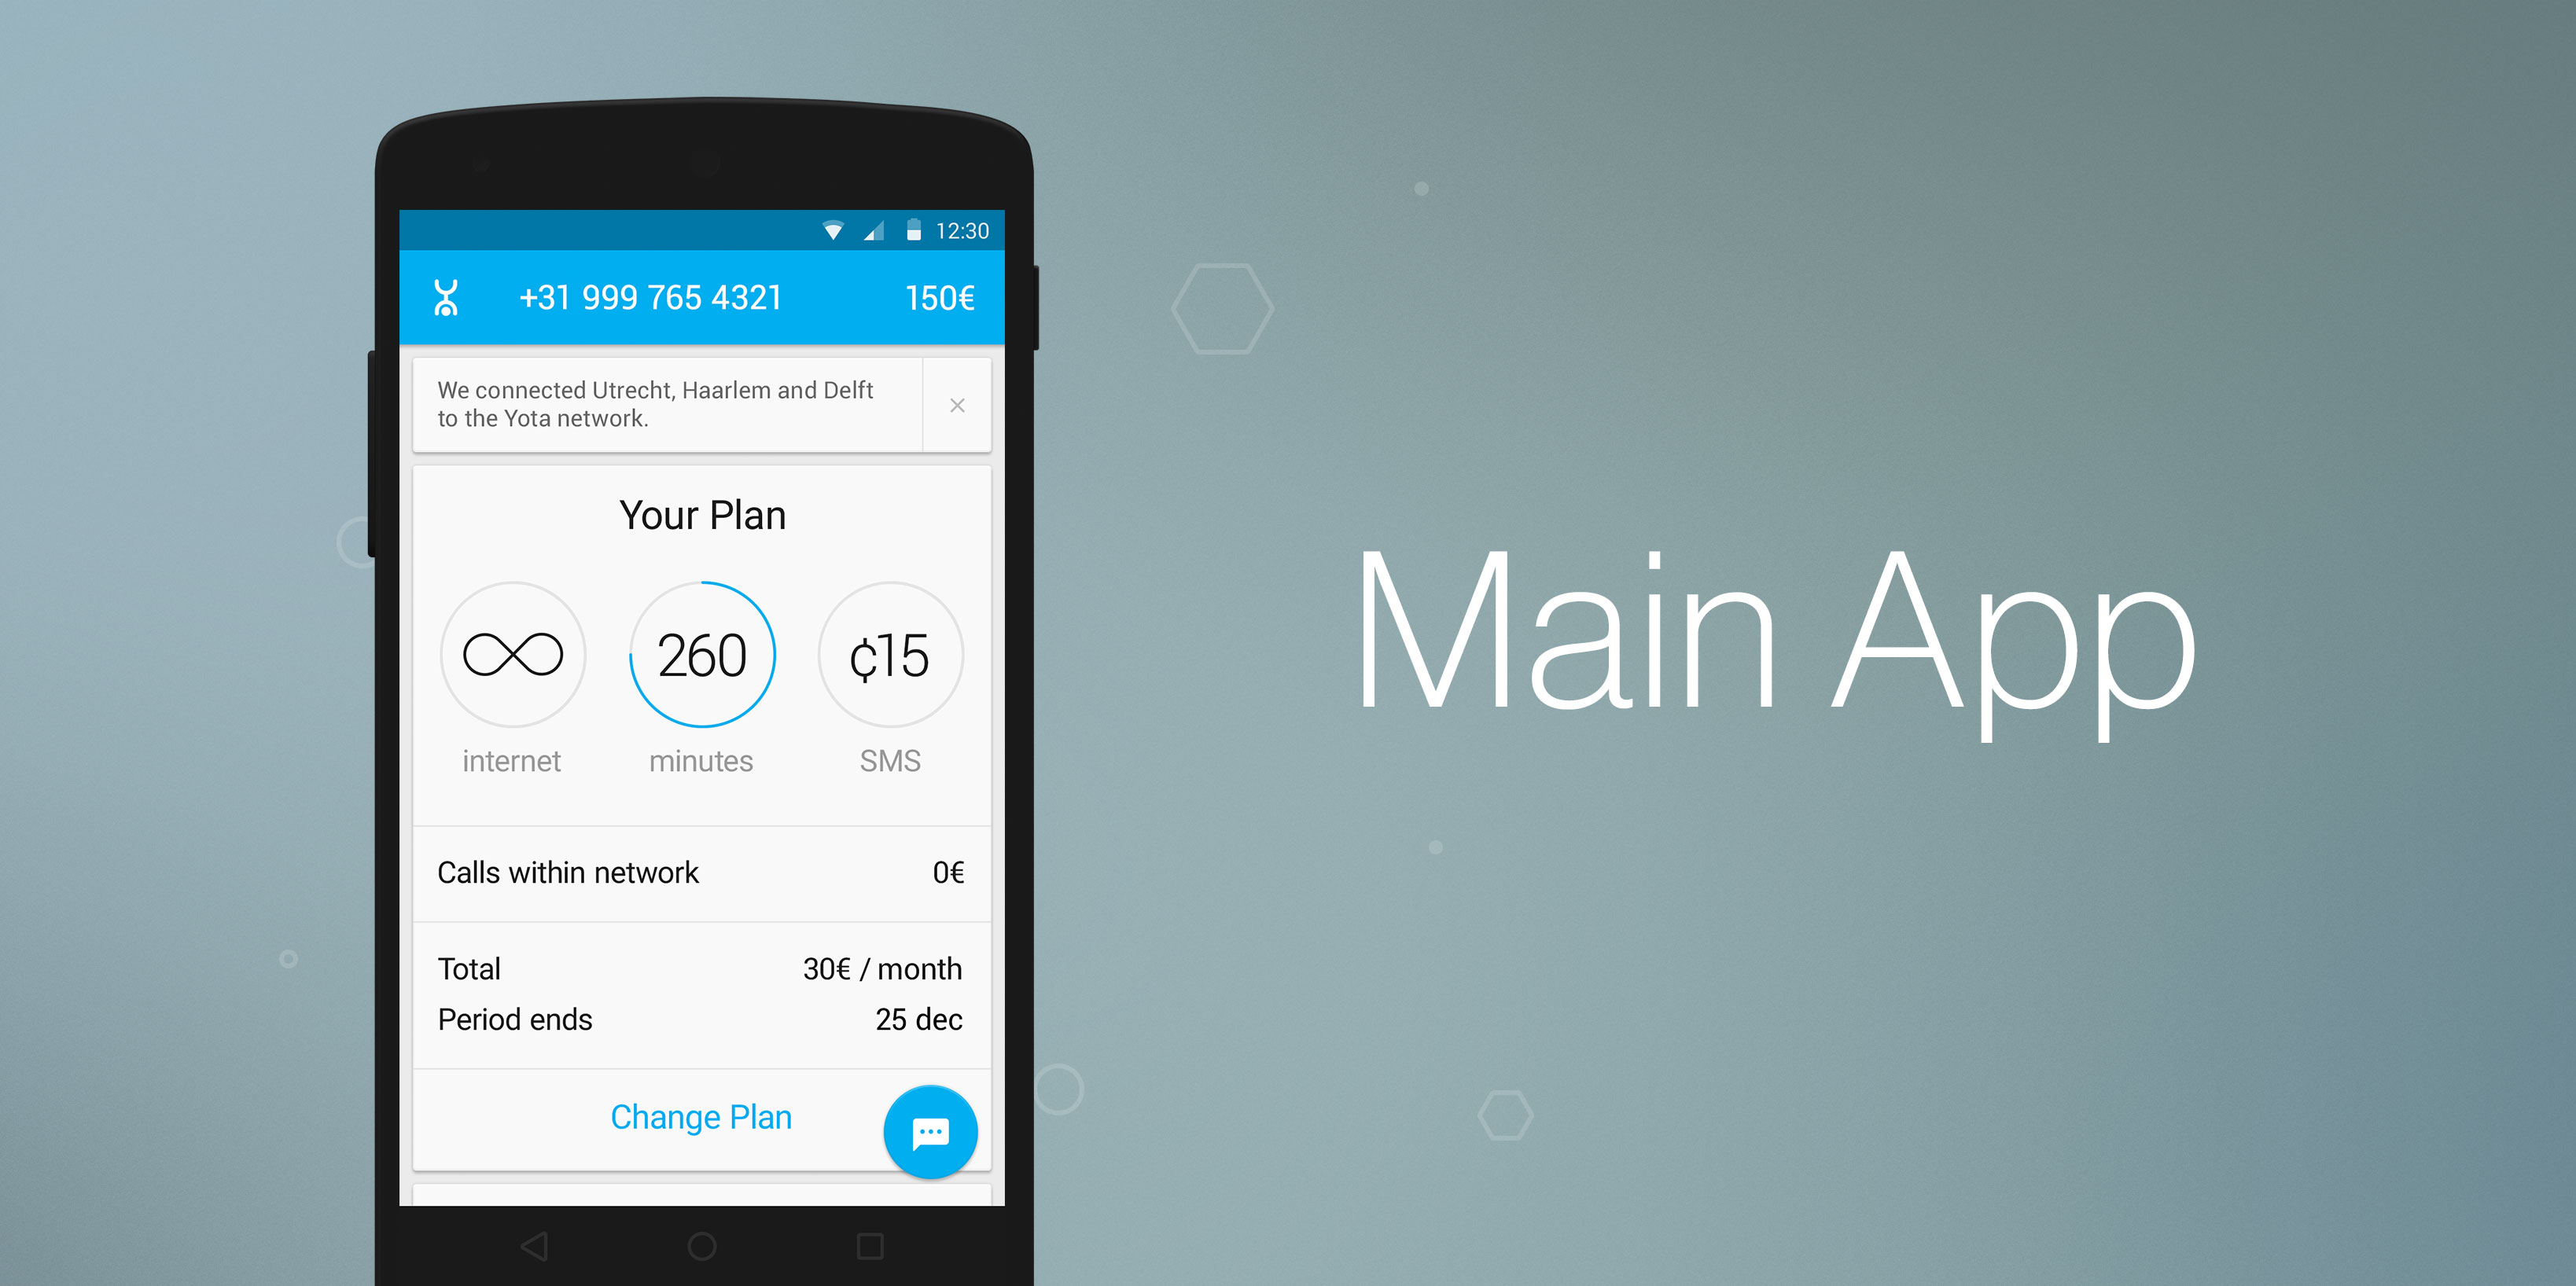 12:30
+31 999 765 4321 150€
We connected Utrecht, Haarlem and Delft
to the Yota network.
Your Plan
∞ 260 ¢15
internet minutes SMS
Calls within network 0€
Total 30€ / month
Period ends 25 dec
Change Plan
Main App